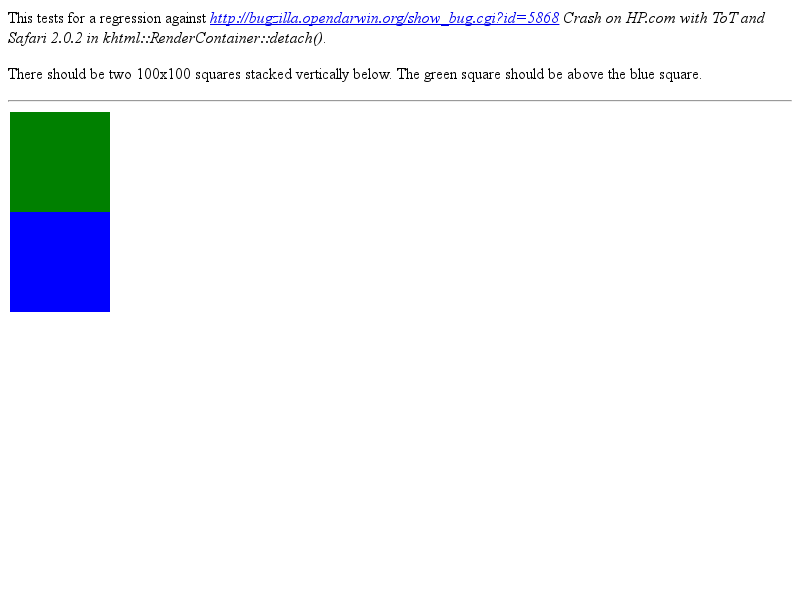 This tests for a regression against http://bugzilla.opendarwin.org/show_bug.cgi?id=5868 Crash on HP.com with ToT and
Safari 2.0.2 in khtml::RenderContainer::detach().
There should be two 100x100 squares stacked vertically below. The green square should be above the blue square.